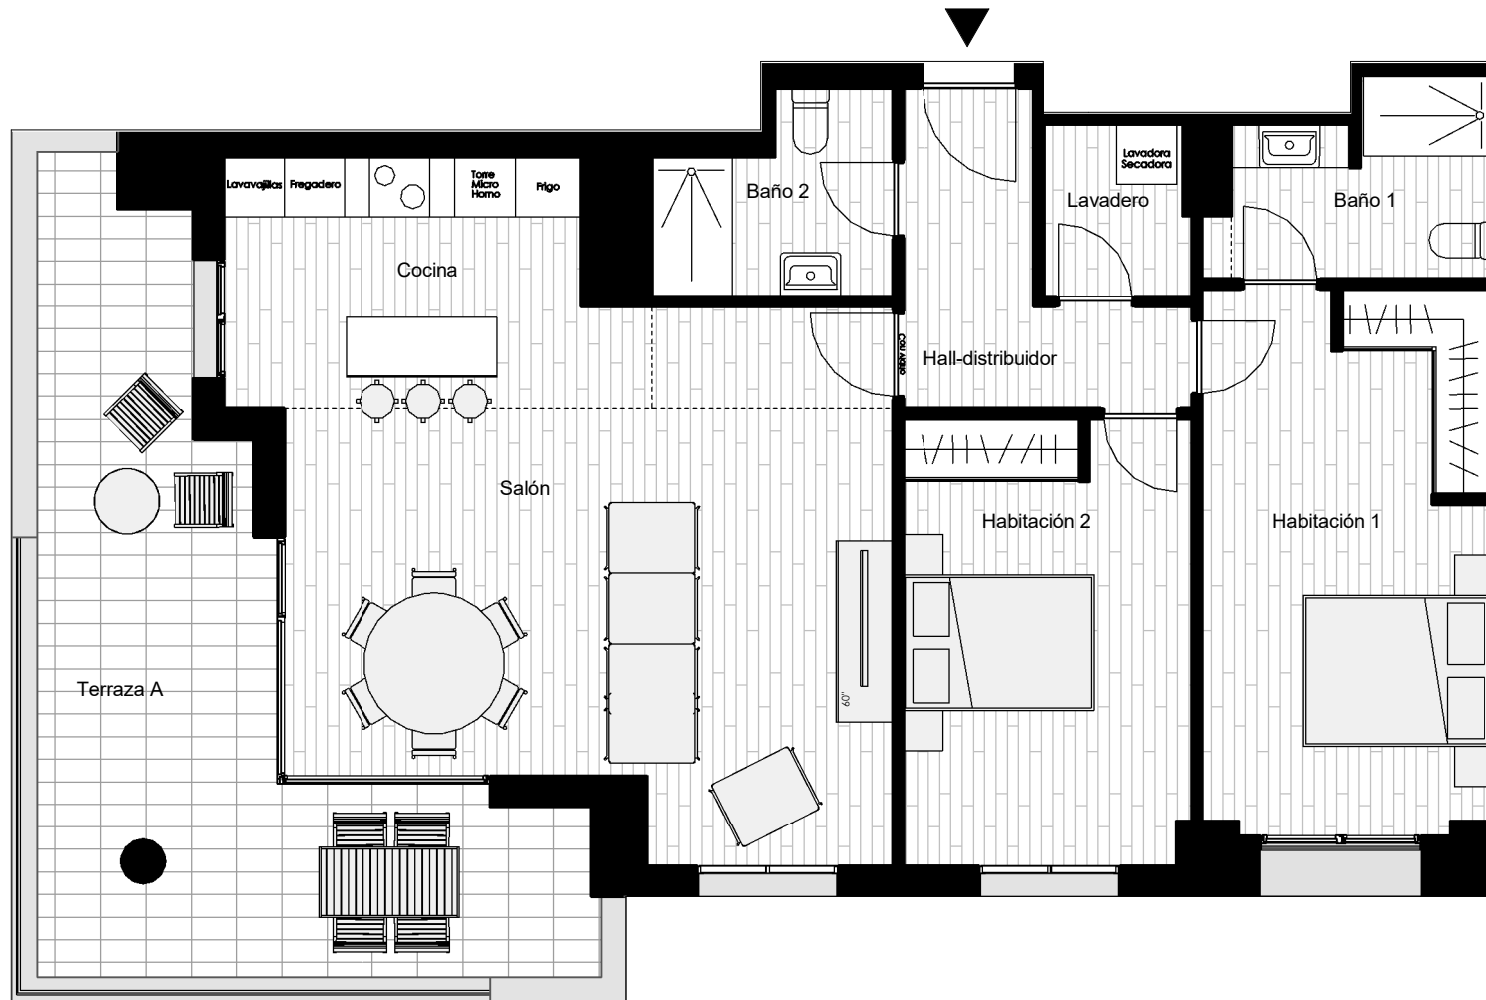 Lavavajillas
Fregadero
Torre
Micro
Horno
Frigo
Baño 2
Lavadora
Secadora
Lavadero
Baño 1
Cocina
Hall-distribuidor
Salón
Habitación 2
Habitación 1
Terraza A
60"